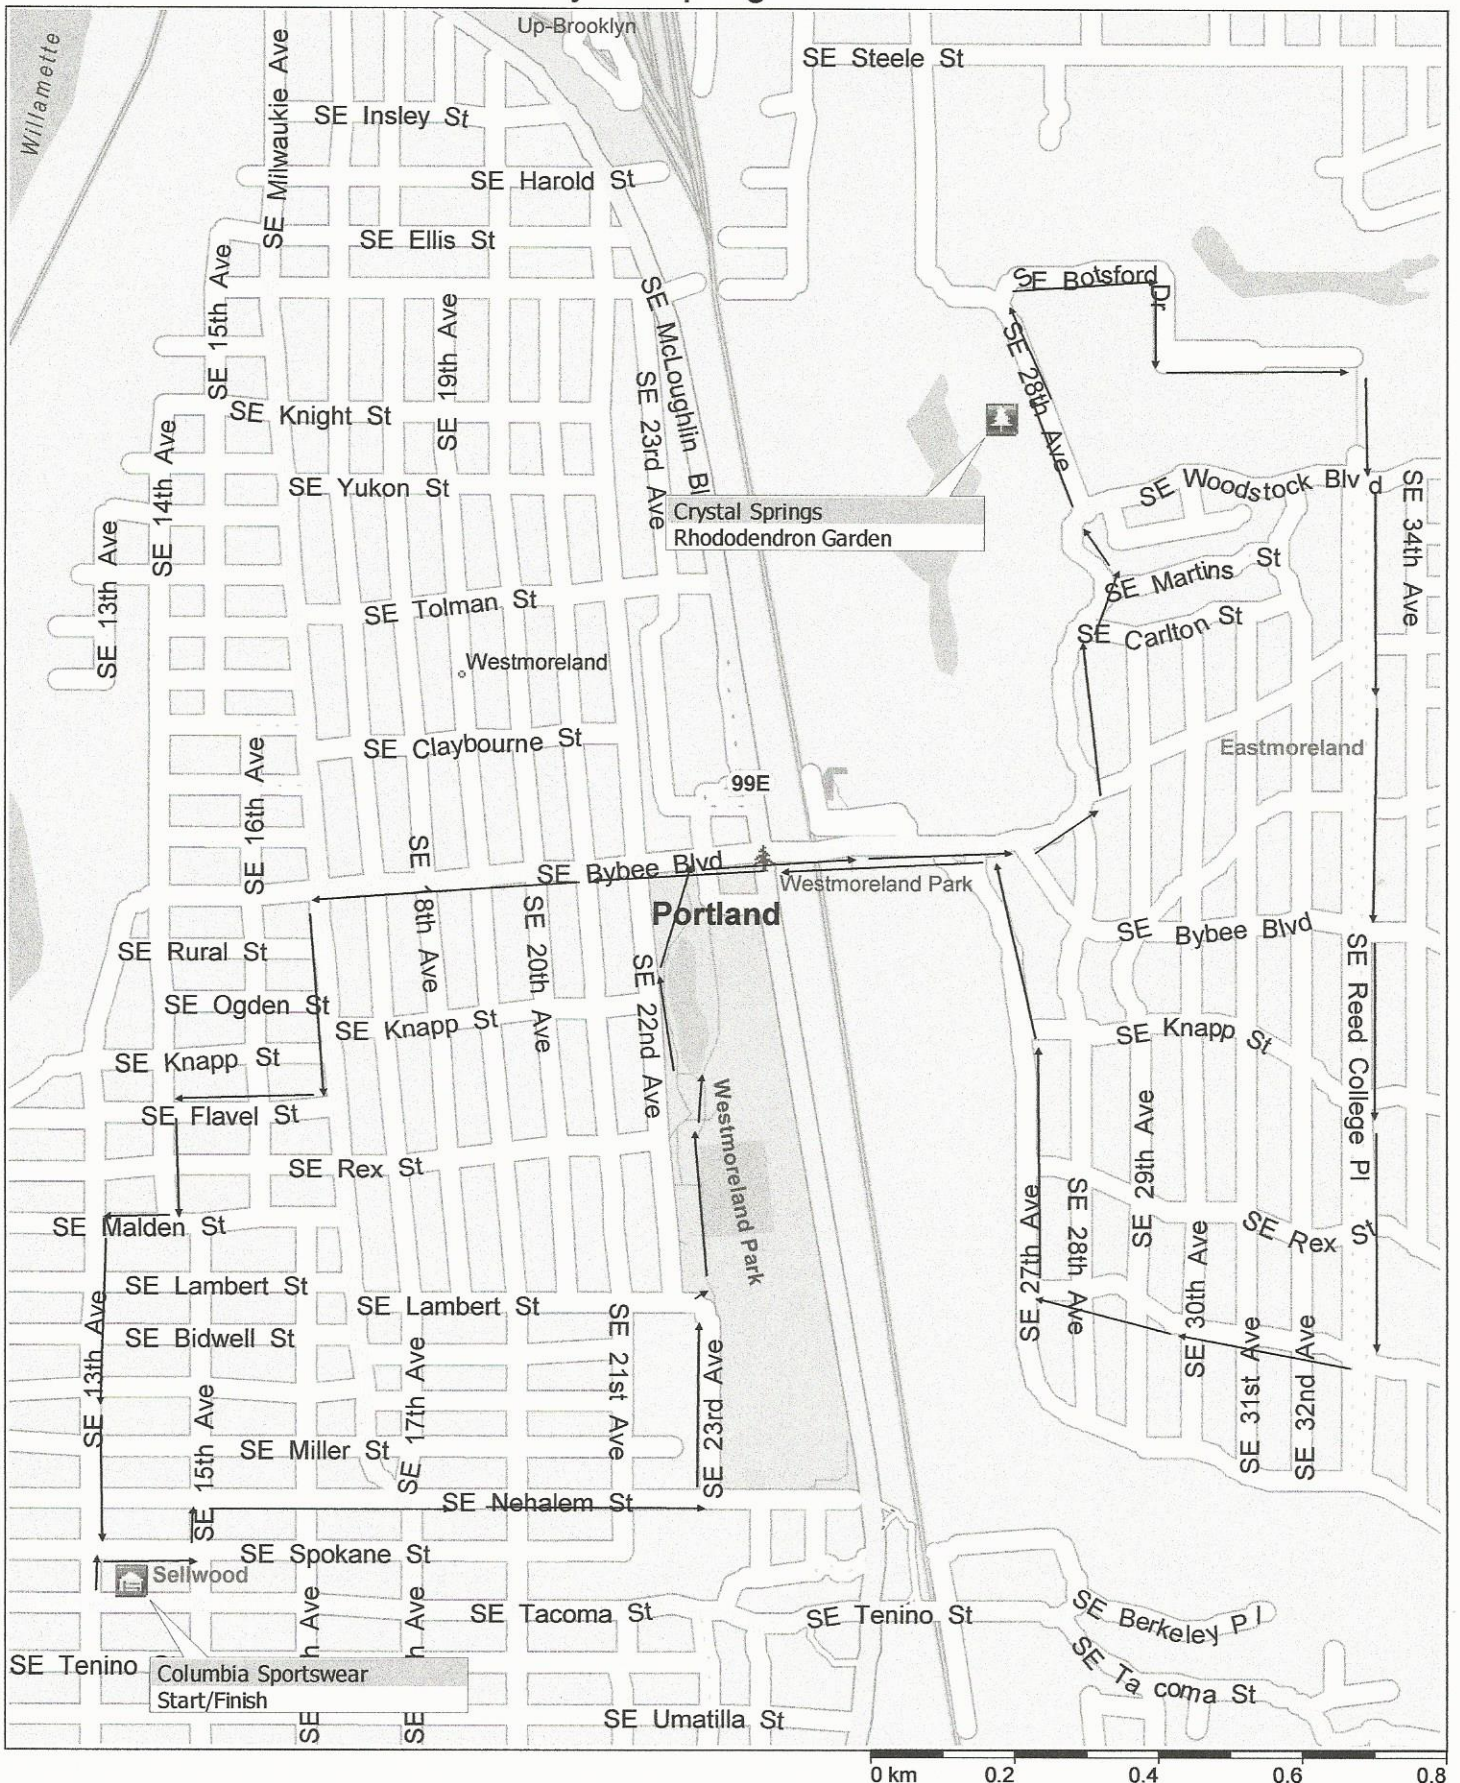 Up-Brooklyn
SE Steele St
Willamette
SE Milwaukie Ave
SE Insley St
SE Harold St
SE Ellis St
SE 15th Ave
SE 19th Ave
SE McLoughlin Bl
SE Botsford Dr
SE 28th Ave
SE 23rd Ave
SE Knight St
SE 14th Ave
SE Yukon St
SE Woodstock Blvd
SE 34th Ave
Crystal Springs
Rhododendron Garden
SE 13th Ave
SE Martins St
SE Tolman St
SE Carlton St
Westmoreland
SE Claybourne St
Eastmoreland
SE 16th Ave
99E
SE 8th Ave
SE Bybee Blvd
Westmoreland Park
Portland
SE 20th Ave
SE Bybee Blvd
SE Rural St
SE 22nd Ave
SE Reed College Pl
SE Ogden St
SE Knapp St
SE Knapp St
SE Knapp St
SE Flavel St
Westmoreland Park
SE 29th Ave
SE Rex St
SE 27th Ave
SE 28th Ave
SE Malden St
SE Rex St
SE 30th Ave
SE Lambert St
SE Lambert St
SE 13th Ave
SE Bidwell St
SE 21st Ave
SE 31st Ave
SE 32nd Ave
SE 17th Ave
SE 23rd Ave
SE 15th Ave
SE Miller St
SE Nehalem St
SE Spokane St
Sellwood
SE h Ave
SE h Ave
SE Tacoma St
SE Tenino St
SE Berkeley Pl
SE Tenino
Columbia Sportswear
Start/Finish
SE Tacoma St
SE Umatilla St
0 km 0.2 0.4 0.6 0.8